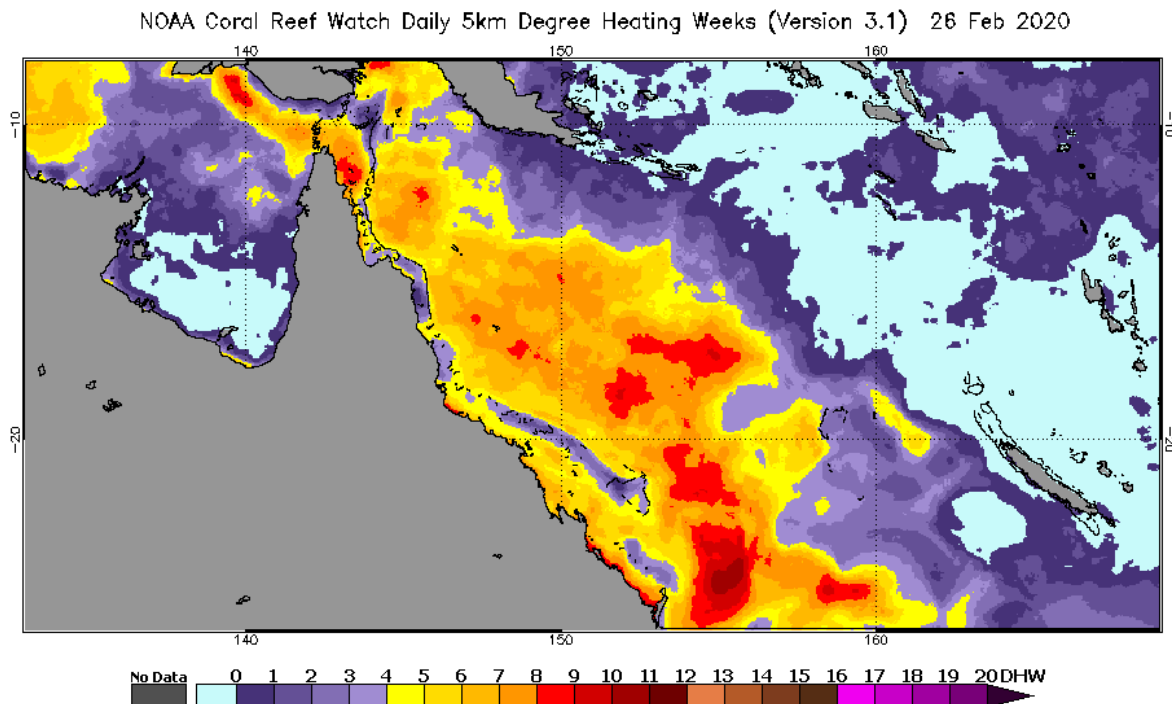 NOAA Coral Reef Watch Daily 5km Degree Heating Weeks (Version 3.1) 26 Feb 2020
140 150 160
-10 -10
-20 -20
140 150 160
No Data 0 1 2 3 4 5 6 7 8 9 10 11 12 13 14 15 16 17 18 19 20 DHW